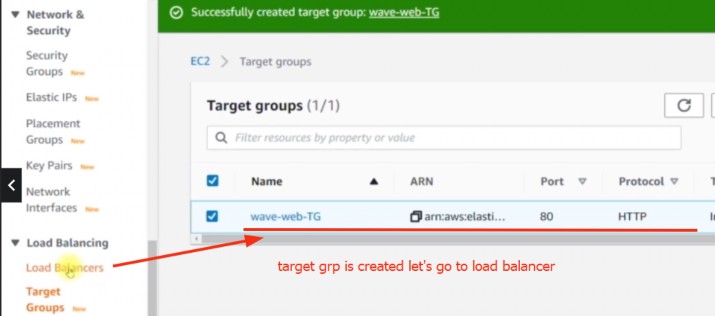 Network &
Security
Security
Groups New
Elastic IPs New
Placement
Groups New
Key Pairs New
Network
Interfaces New
Load Balancing
Load Balancers
Target
Groups New
Successfully created target group: wave-web-TG
EC2 > Target groups
Target groups (1/1)
Filter resources by property or value
Name ARN Port Protocol T
wave-web-TG arn:aws:elasti... 80 HTTP In
target grp is created let's go to load balancer